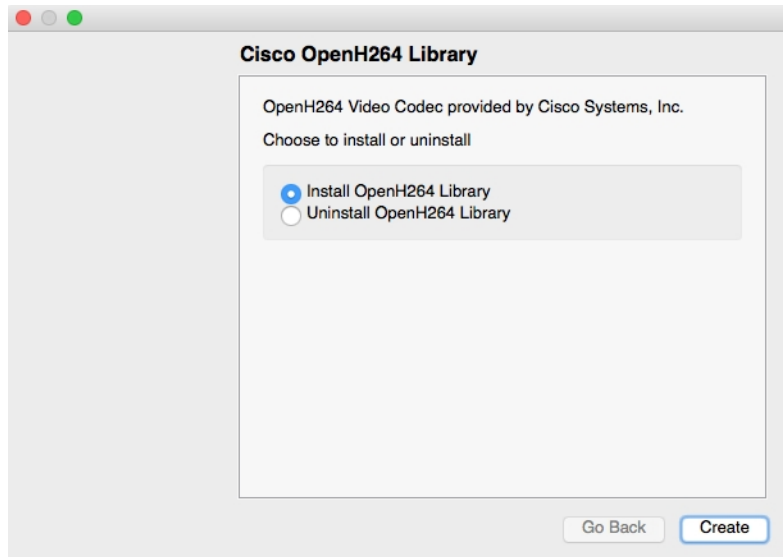 Cisco OpenH264 Library
OpenH264 Video Codec provided by Cisco Systems, Inc.
Choose to install or uninstall
Install OpenH264 Library
Uninstall OpenH264 Library
Go Back
Create